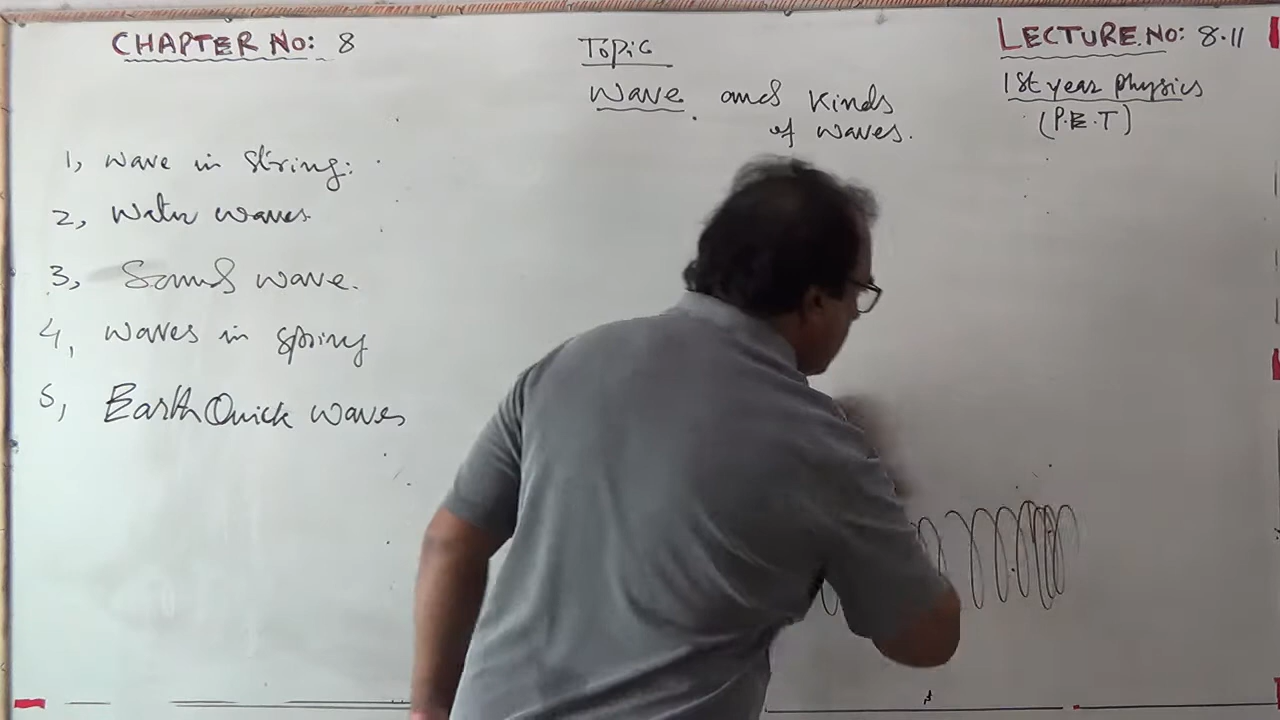 CHAPTER NO: 8
Topic
Wave and Kinds
of waves.
LECTURE.NO: 8.11
1St year physics
(P.E.T)
1, wave in string:
2, Water waves
3, Sound wave.
4, waves in spring
5, EarthQuick waves